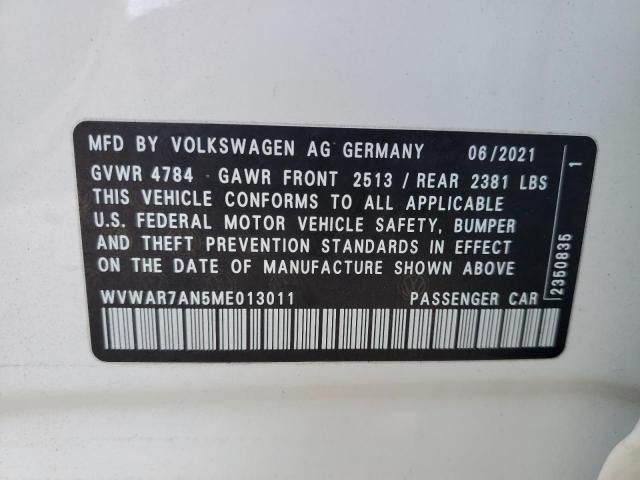 MFD BY VOLKSWAGEN AG GERMANY 06/2021
GVWR 4784 GAWR FRONT 2513 / REAR 2381 LBS
THIS VEHICLE CONFORMS TO ALL APPLICABLE
U.S. FEDERAL MOTOR VEHICLE SAFETY, BUMPER
AND THEFT PREVENTION STANDARDS IN EFFECT
ON THE DATE OF MANUFACTURE SHOWN ABOVE
WVWAR7AN5ME013011 PASSENGER CAR
2350835 1